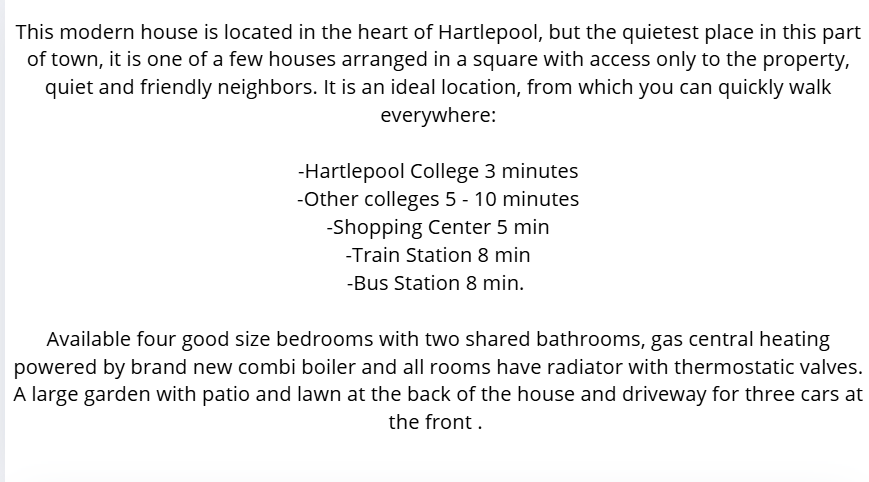 This modern house is located in the heart of Hartlepool, but the quietest place in this part
of town, it is one of a few houses arranged in a square with access only to the property,
quiet and friendly neighbors. It is an ideal location, from which you can quickly walk
everywhere:
-Hartlepool College 3 minutes
-Other colleges 5 - 10 minutes
-Shopping Center 5 min
-Train Station 8 min
-Bus Station 8 min.
Available four good size bedrooms with two shared bathrooms, gas central heating
powered by brand new combi boiler and all rooms have radiator with thermostatic valves.
A large garden with patio and lawn at the back of the house and driveway for three cars at
the front .